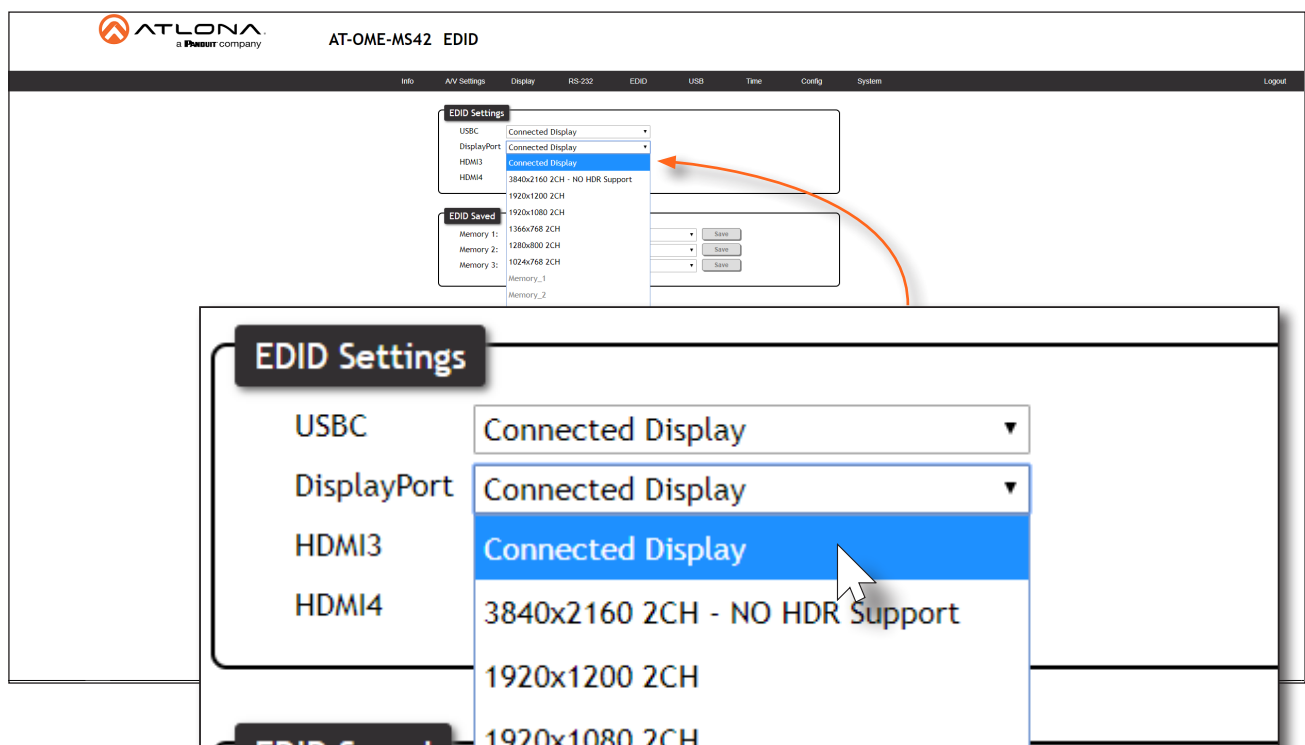 ATLONA.
a PANDUIT company
AT-OME-MS42 EDID
Info A/V Settings Display RS-232 EDID USB Time Config System Logout
EDID Settings
USBC Connected Display
DisplayPort Connected Display
HDMI3 Connected Display
HDMI4 3840x2160 2CH - NO HDR Support
1920x1200 2CH
EDID Saved 1920x1080 2CH
Memory 1: 1366x768 2CH Save
Memory 2: 1280x800 2CH Save
Memory 3: 1024x768 2CH Save
Memory_1
Memory_2
EDID Settings
USBC Connected Display
DisplayPort Connected Display
HDMI3 Connected Display
HDMI4 3840x2160 2CH - NO HDR Support
1920x1200 2CH
EDID Saved 1920x1080 2CH